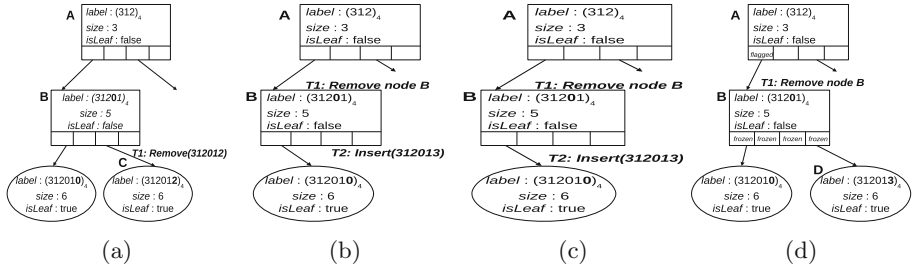 A
label : (312)4
size : 3
isLeaf : false
B
label : (31201)4
size : 5
isLeaf : false
T1: Remove(312012)
C
label : (312010)4
size : 6
isLeaf : true
label : (312012)4
size : 6
isLeaf : true
(a)
A
label : (312)4
size : 3
isLeaf : false
T1: Remove node B
B
label : (31201)4
size : 5
isLeaf : false
T2: Insert(312013)
label : (312010)4
size : 6
isLeaf : true
(b)
A
label : (312)4
size : 3
isLeaf : false
T1: Remove node B
B
label : (31201)4
size : 5
isLeaf : false
T2: Insert(312013)
label : (312010)4
size : 6
isLeaf : true
(c)
A
label : (312)4
size : 3
isLeaf : false
flagged
T1: Remove node B
B
label : (31201)4
size : 5
isLeaf : false
frozen frozen frozen frozen
D
label : (312010)4
size : 6
isLeaf : true
label : (312013)4
size : 6
isLeaf : true
(d)